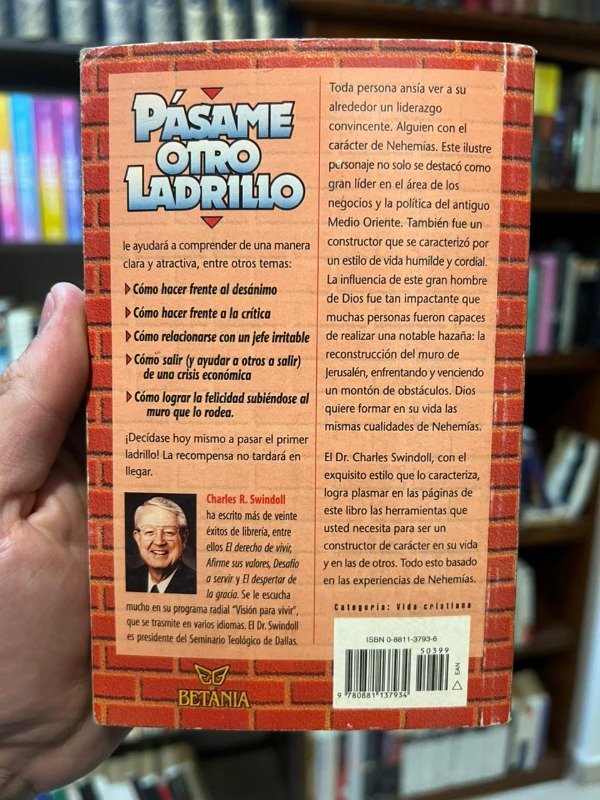 PÁSAME
OTRO
LADRILLO
le ayudará a comprender de una manera
clara y atractiva, entre otros temas:
Cómo hacer frente al desánimo
Cómo hacer frente a la crítica
Cómo relacionarse con un jefe irritable
Cómo salir (y ayudar a otros a salir)
de una crisis económica
Cómo lograr la felicidad subiéndose al
muro que lo rodea.
¡Decídase hoy mismo a pasar el primer
ladrillo! La recompensa no tardará en
llegar.
Charles R. Swindoll
ha escrito más de veinte
éxitos de librería, entre
ellos El derecho de vivir,
Afirme sus valores, Desafío
a servir y El despertar de
la gracia. Se le escucha
mucho en su programa radial "Visión para vivir",
que se trasmite en varios idiomas. El Dr. Swindoll
es presidente del Seminario Teológico de Dallas.
BETANIA
Toda persona ansía ver a su
alrededor un liderazgo
convincente. Alguien con el
carácter de Nehemías. Este ilustre
personaje no solo se destacó como
gran líder en el área de los
negocios y la política del antiguo
Medio Oriente. También fue un
constructor que se caracterizó por
un estilo de vida humilde y cordial.
La influencia de este gran hombre
de Dios fue tan impactante que
muchas personas fueron capaces
de realizar una notable hazaña: la
reconstrucción del muro de
Jerusalén, enfrentando y venciendo
un montón de obstáculos. Dios
quiere formar en su vida las
mismas cualidades de Nehemías.
El Dr. Charles Swindoll, con el
exquisito estilo que lo caracteriza,
logra plasmar en las páginas de
este libro las herramientas que
usted necesita para ser un
constructor de carácter en su vida
y en las de otros. Todo esto basado
en las experiencias de Nehemías.
Categoría: Vida cristiana
ISBN 0-8811-3793-6
50399
EAN
9 780881 137934